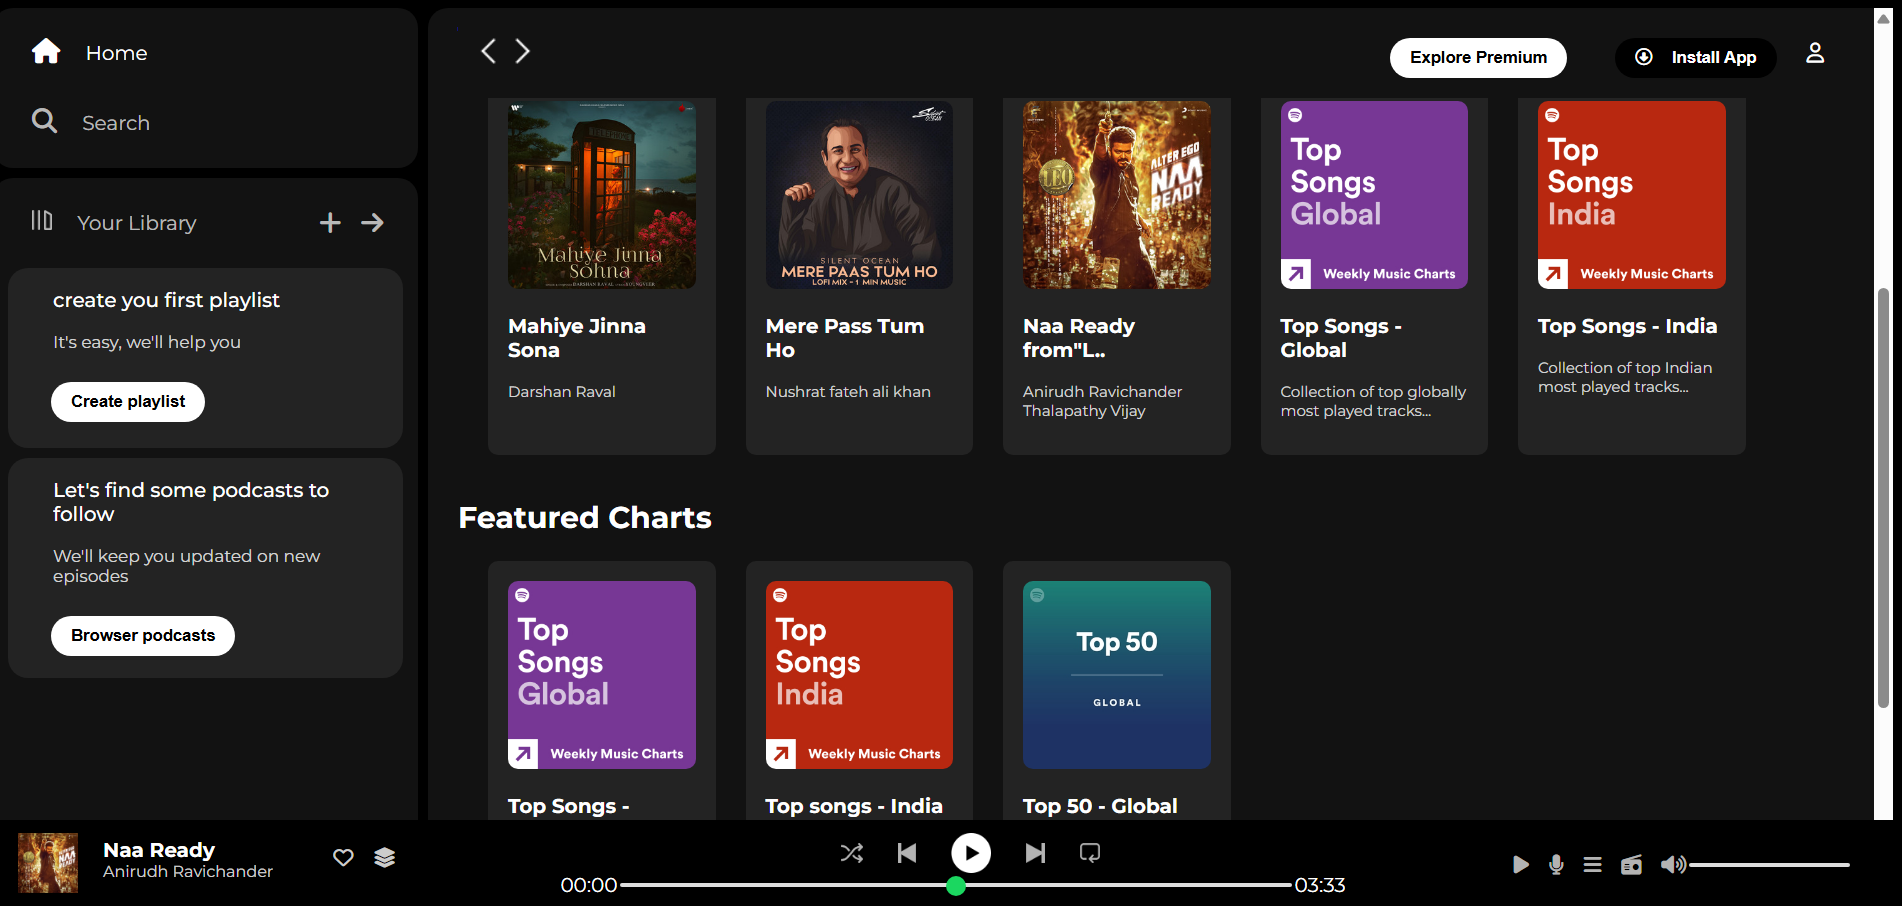 Home
Search
Your Library
create you first playlist
It's easy, we'll help you
Create playlist
Let's find some podcasts to
follow
We'll keep you updated on new
episodes
Browser podcasts
Explore Premium
Install App
Mahiye Jinna
Sohna
Mahiye Jinna
Sona
Darshan Raval
Silent
Ocean
SILENT OCEAN
MERE PAAS TUM HO
LOFI MIX - 1 MIN MUSIC
Mere Pass Tum
Ho
Nushrat fateh ali khan
LEO
ALTER EGO
NAA
READY
Naa Ready
from"L..
Anirudh Ravichander
Thalapathy Vijay
Top
Songs
Global
Weekly Music Charts
Top Songs -
Global
Collection of top globally
most played tracks...
Top
Songs
India
Weekly Music Charts
Top Songs - India
Collection of top Indian
most played tracks...
Featured Charts
Top
Songs
Global
Weekly Music Charts
Top Songs -
Top
Songs
India
Weekly Music Charts
Top songs - India
Top 50
GLOBAL
Top 50 - Global
NAA
READY
Naa Ready
Anirudh Ravichander
00:00
03:33